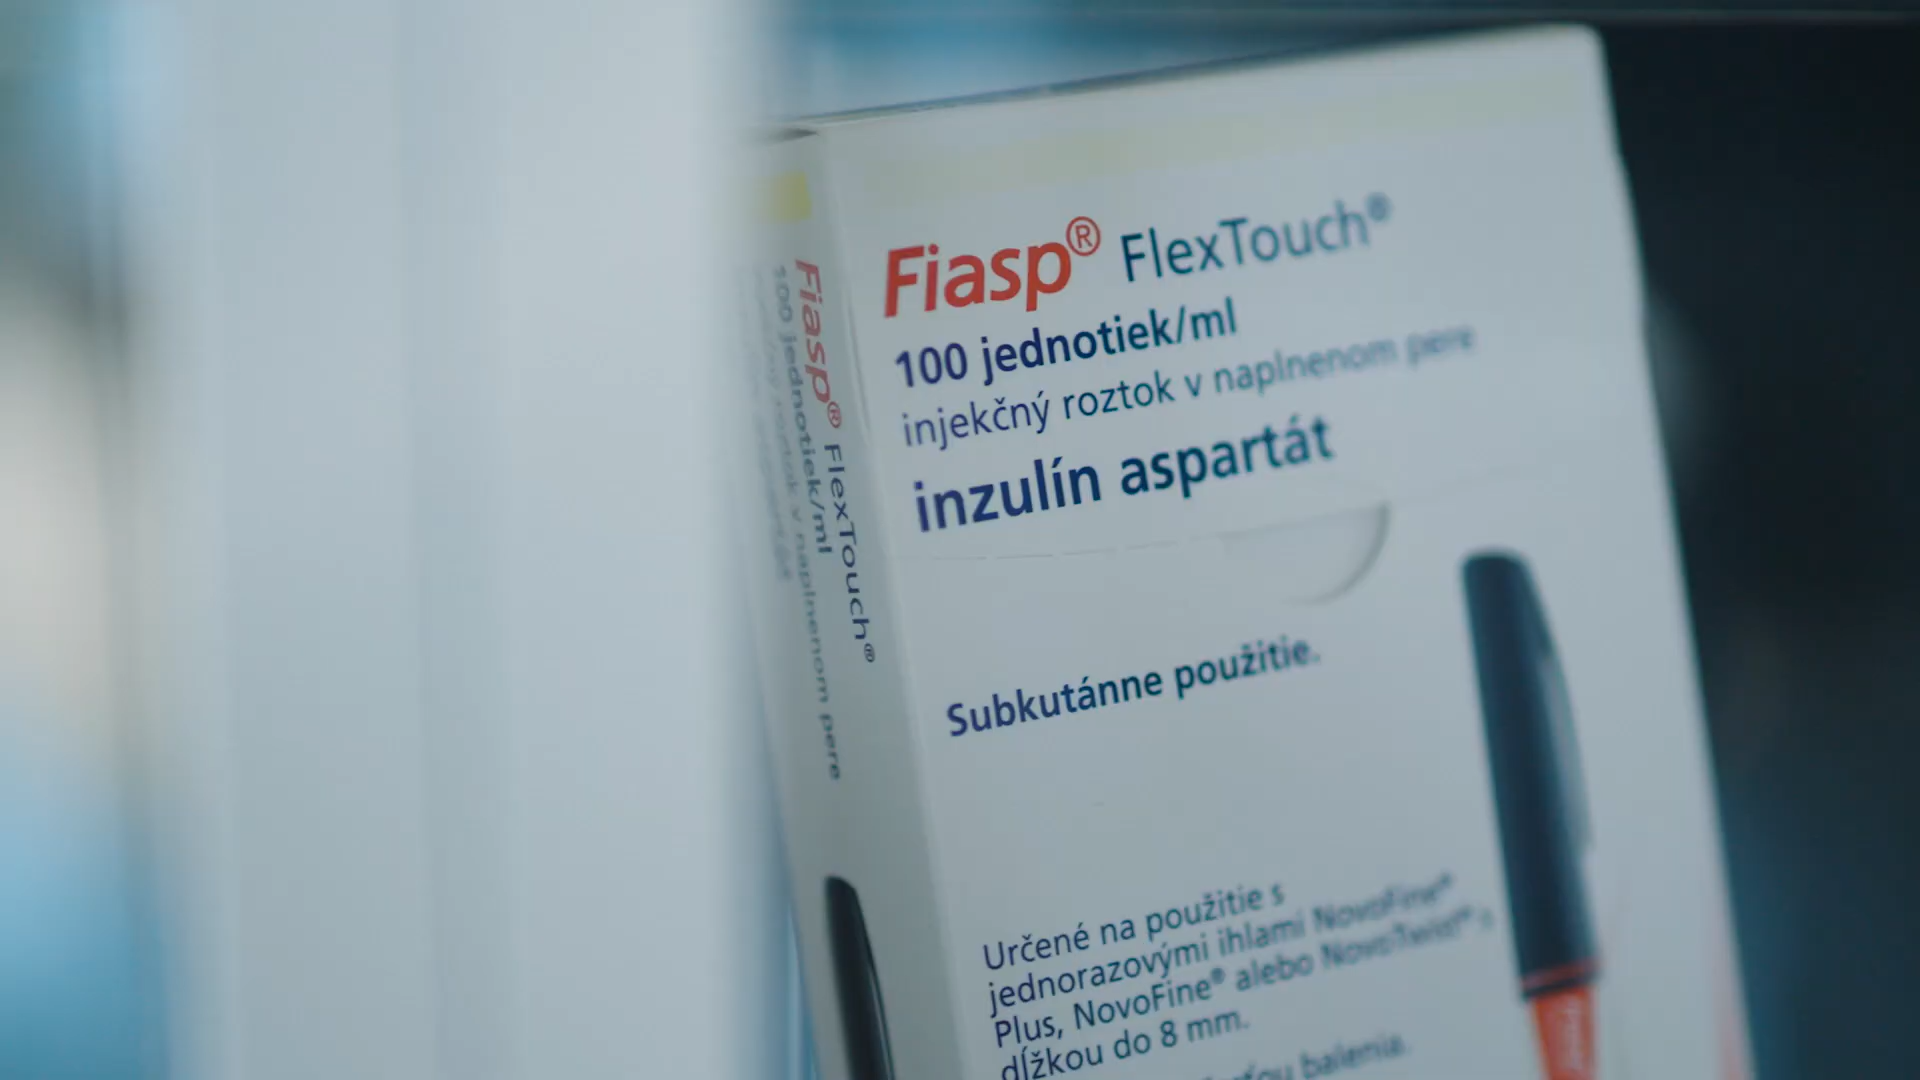 Fiasp® FlexTouch®
100 jednotiek/ml
injekčný roztok v naplnenom pere
inzulín aspartát
Subkutánne použitie.
Určené na použitie s
jednorazovými ihlami NovoFine®
Plus, NovoFine® alebo NovoTwist®
dĺžkou do 8 mm.
balenia.
Fiasp® FlexTouch®
100 jednotiek/ml
v naplnenom pere